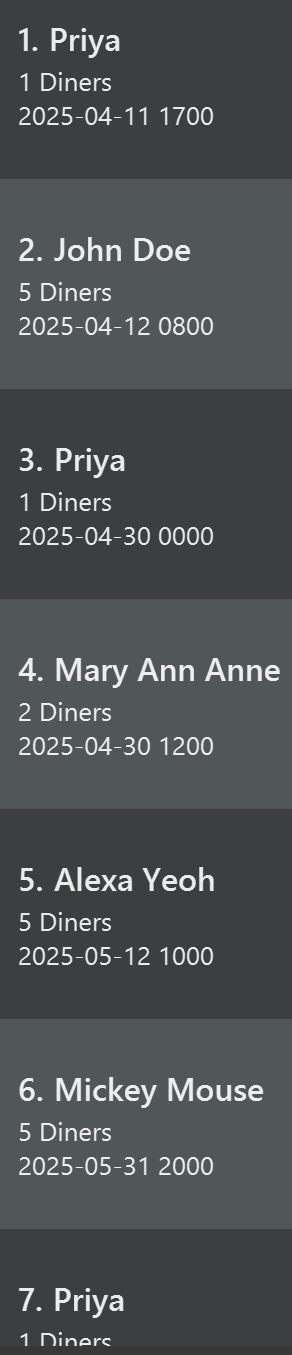 1. Priya
1 Diners
2025-04-11 1700
2. John Doe
5 Diners
2025-04-12 0800
3. Priya
1 Diners
2025-04-30 0000
4. Mary Ann Anne
2 Diners
2025-04-30 1200
5. Alexa Yeoh
5 Diners
2025-05-12 1000
6. Mickey Mouse
5 Diners
2025-05-31 2000
7. Priya
1 Diners